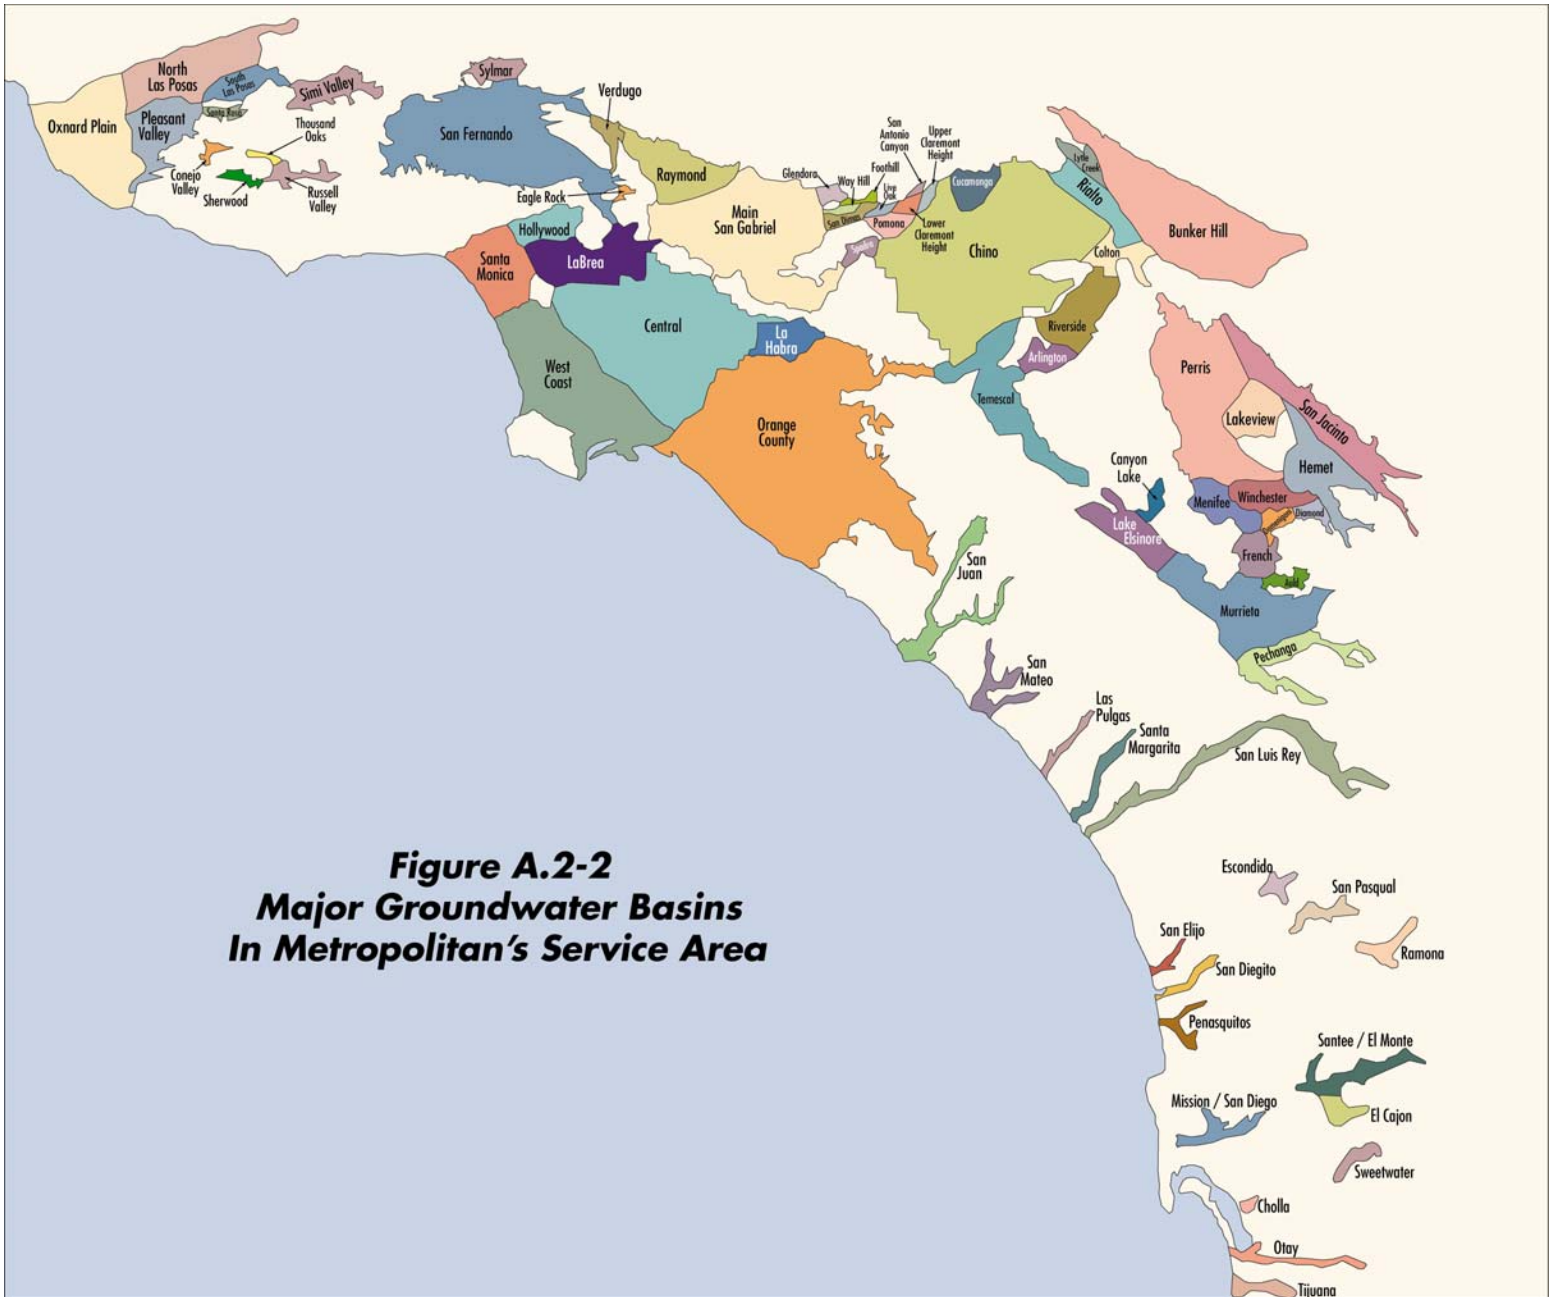 North
Las Posas
South
Las Posas
Simi Valley
Oxnard Plain
Pleasant
Valley
Santa Rosa
Thousand
Oaks
Conejo
Valley
Sherwood
Russell
Valley
Sylmar
San Fernando
Verdugo
Eagle Rock
Raymond
Hollywood
Santa
Monica
LaBrea
Main
San Gabriel
Glendora
Way Hill
Foothill
San
Antonio
Canyon
Upper
Claremont
Height
Live
Oak
San Dimas
Pomona
Lower
Claremont
Height
Spadra
Cucamonga
Chino
Lytle
Creek
Rialto
Bunker Hill
Colton
Riverside
Arlington
Temescal
Central
La
Habra
West
Coast
Orange
County
Perris
Lakeview
San Jacinto
Hemet
Canyon
Lake
Lake
Elsinore
Menifee
Winchester
Domenigoni
Diamond
French
Auld
Murrieta
Pechanga
San
Juan
San
Mateo
Las
Pulgas
Santa
Margarita
San Luis Rey
Figure A.2-2
Major Groundwater Basins
In Metropolitan's Service Area
Escondido
San Pasqual
Ramona
San Elijo
San Diegito
Penasquitos
Santee / El Monte
Mission / San Diego
El Cajon
Sweetwater
Cholla
Otay
Tijuana